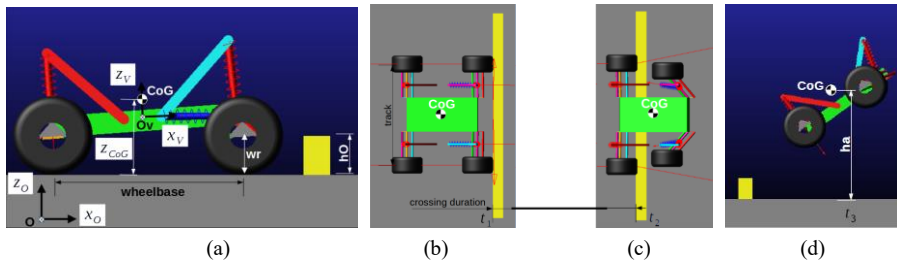 z_V
CoG
O_V
x_V
z_CoG
wr
hO
wheelbase
z_O
O
x_O
(a)
track
CoG
crossing duration
t_1
(b)
CoG
t_2
(c)
CoG
ha
t_3
(d)